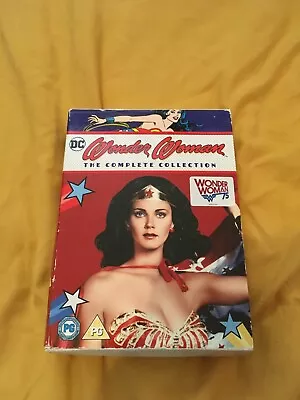 DC
Wonder Woman
THE COMPLETE COLLECTION
WONDER
WOMAN
75
PG
PG